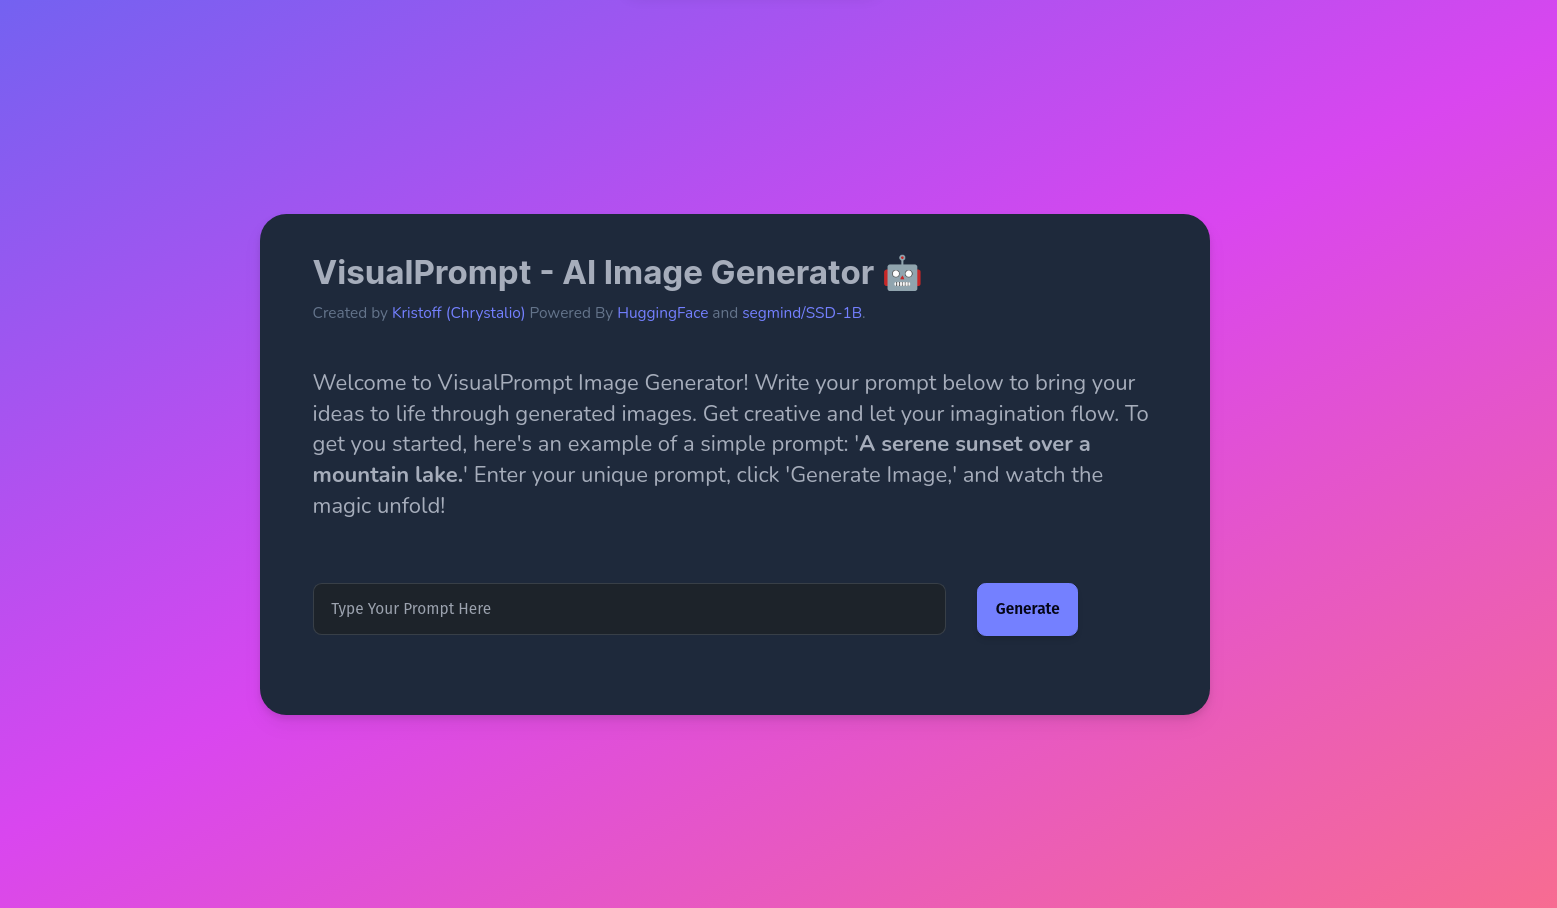 VisualPrompt - AI Image Generator 🤖
Created by Kristoff (Chrystalio) Powered By HuggingFace and segmind/SSD-1B.
Welcome to VisualPrompt Image Generator! Write your prompt below to bring your
ideas to life through generated images. Get creative and let your imagination flow. To
get you started, here's an example of a simple prompt: 'A serene sunset over a
mountain lake.' Enter your unique prompt, click 'Generate Image,' and watch the
magic unfold!
Type Your Prompt Here
Generate